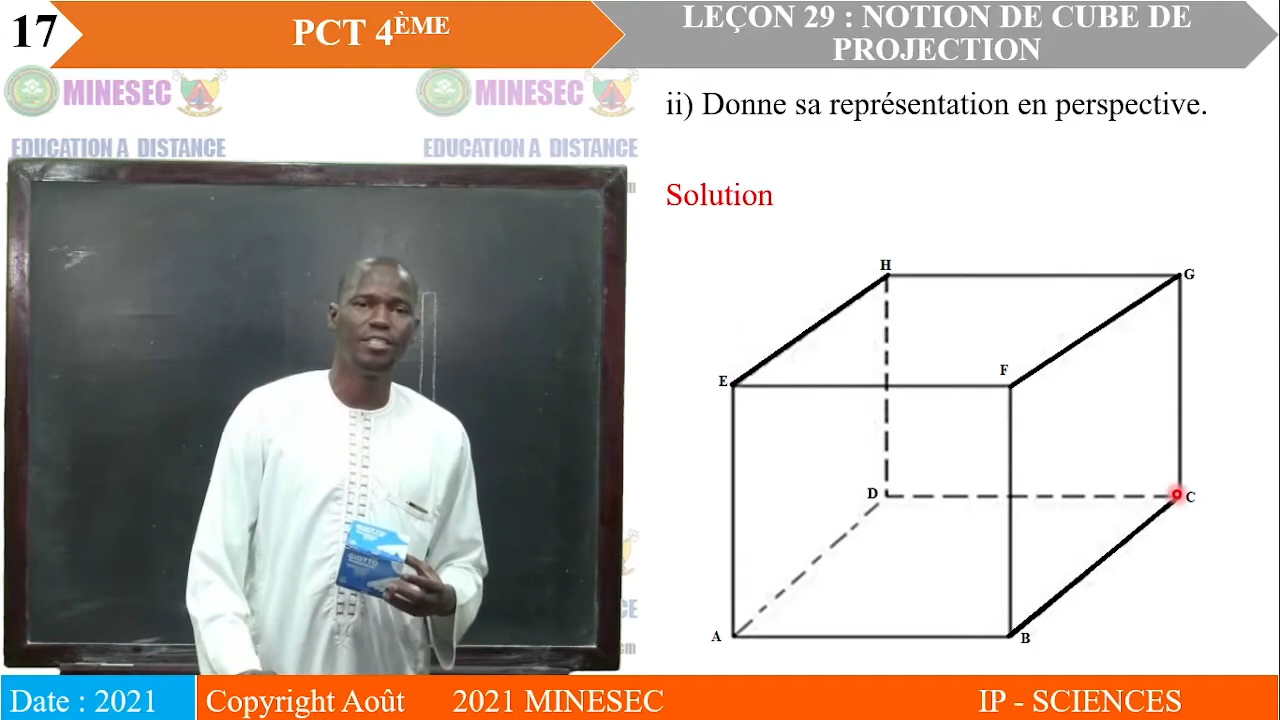 17
PCT 4ÈME
LEÇON 29 : NOTION DE CUBE DE
PROJECTION
MINESEC
MINESEC
EDUCATION A DISTANCE
EDUCATION A DISTANCE
ii) Donne sa représentation en perspective.
Solution
H
G
E
F
D
C
A
B
GIOTTO
Date : 2021
Copyright Août
2021 MINESEC
IP - SCIENCES